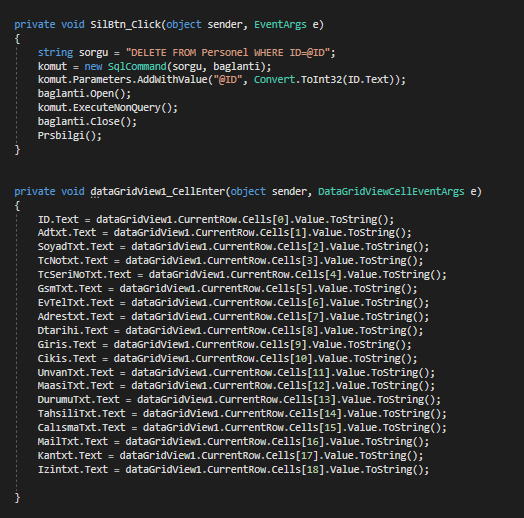 private void SilBtn_Click(object sender, EventArgs e)
{
string sorgu = "DELETE FROM Personel WHERE ID=@ID";
komut = new SqlCommand(sorgu, baglanti);
komut.Parameters.AddWithValue("@ID", Convert.ToInt32(ID.Text));
baglanti.Open();
komut.ExecuteNonQuery();
baglanti.Close();
Prsbilgi();
}
private void dataGridView1_CellEnter(object sender, DataGridViewCellEventArgs e)
{
ID.Text = dataGridView1.CurrentRow.Cells[0].Value.ToString();
Adtxt.Text = dataGridView1.CurrentRow.Cells[1].Value.ToString();
SoyadTxt.Text = dataGridView1.CurrentRow.Cells[2].Value.ToString();
TcNotxt.Text = dataGridView1.CurrentRow.Cells[3].Value.ToString();
TcSeriNoTxt.Text = dataGridView1.CurrentRow.Cells[4].Value.ToString();
GsmTxt.Text = dataGridView1.CurrentRow.Cells[5].Value.ToString();
EvTelTxt.Text = dataGridView1.CurrentRow.Cells[6].Value.ToString();
Adrestxt.Text = dataGridView1.CurrentRow.Cells[7].Value.ToString();
Dtarihi.Text = dataGridView1.CurrentRow.Cells[8].Value.ToString();
Giris.Text = dataGridView1.CurrentRow.Cells[9].Value.ToString();
Cikis.Text = dataGridView1.CurrentRow.Cells[10].Value.ToString();
UnvanTxt.Text = dataGridView1.CurrentRow.Cells[11].Value.ToString();
MaasiTxt.Text = dataGridView1.CurrentRow.Cells[12].Value.ToString();
DurumuTxt.Text = dataGridView1.CurrentRow.Cells[13].Value.ToString();
TahsiliTxt.Text = dataGridView1.CurrentRow.Cells[14].Value.ToString();
CalısmaTxt.Text = dataGridView1.CurrentRow.Cells[15].Value.ToString();
MailTxt.Text = dataGridView1.CurrentRow.Cells[16].Value.ToString();
Kantxt.Text = dataGridView1.CurrentRow.Cells[17].Value.ToString();
Izintxt.Text = dataGridView1.CurrentRow.Cells[18].Value.ToString();
}